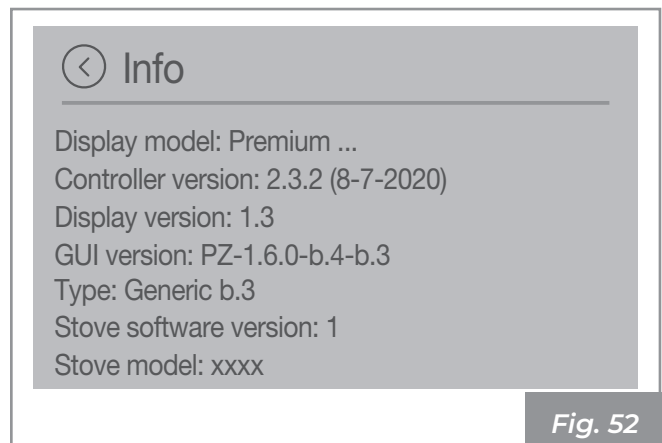 Info
Display model: Premium ...
Controller version: 2.3.2 (8-7-2020)
Display version: 1.3
GUI version: PZ-1.6.0-b.4-b.3
Type: Generic b.3
Stove software version: 1
Stove model: xxxx
Fig. 52